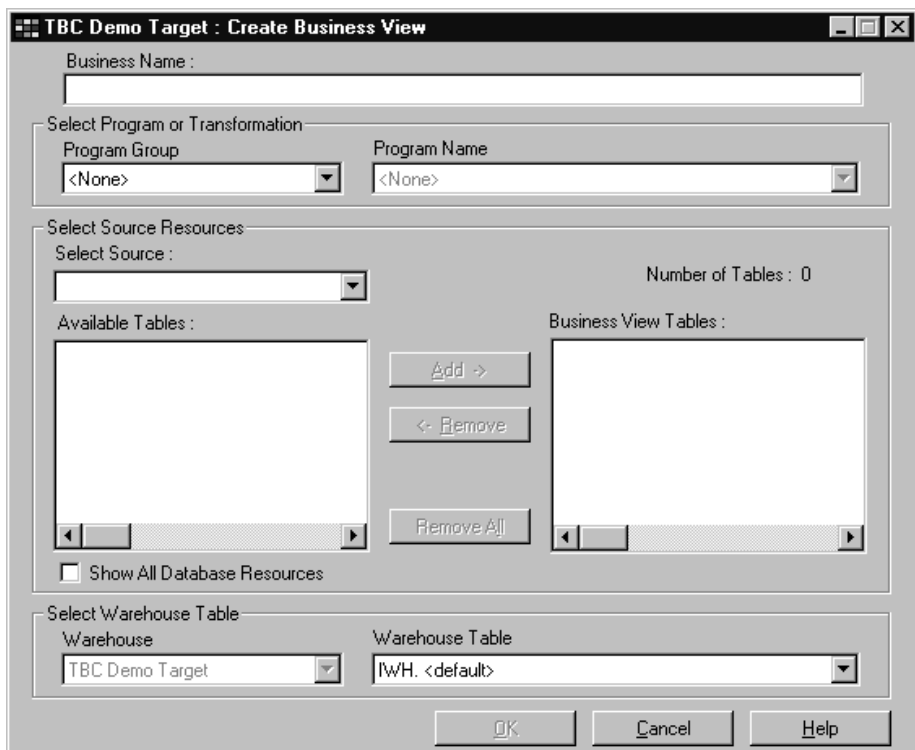 TBC Demo Target : Create Business View
Business Name :
Select Program or Transformation
Program Group
Program Name
<None>
<None>
Select Source Resources
Select Source :
Number of Tables : 0
Available Tables :
Business View Tables :
Add ->
<- Remove
Remove All
Show All Database Resources
Select Warehouse Table
Warehouse
Warehouse Table
TBC Demo Target
IWH. <default>
OK
Cancel
Help